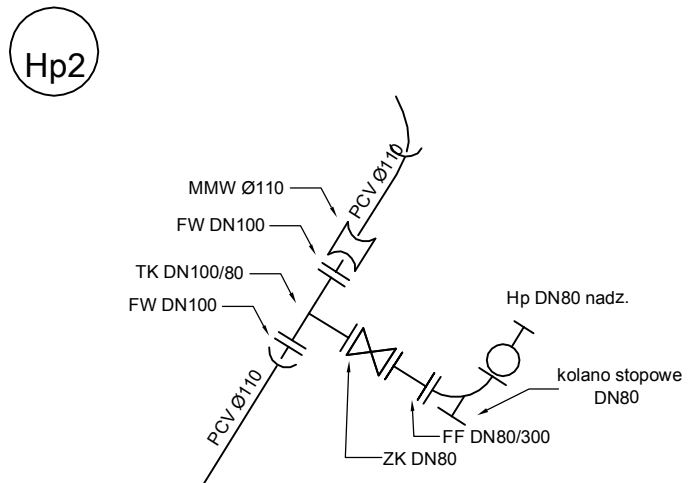 Hp2
PCV Ø110
MMW Ø110
FW DN100
TK DN100/80
FW DN100
Hp DN80 nadz.
kolano stopowe
DN80
PCV Ø110
FF DN80/300
ZK DN80